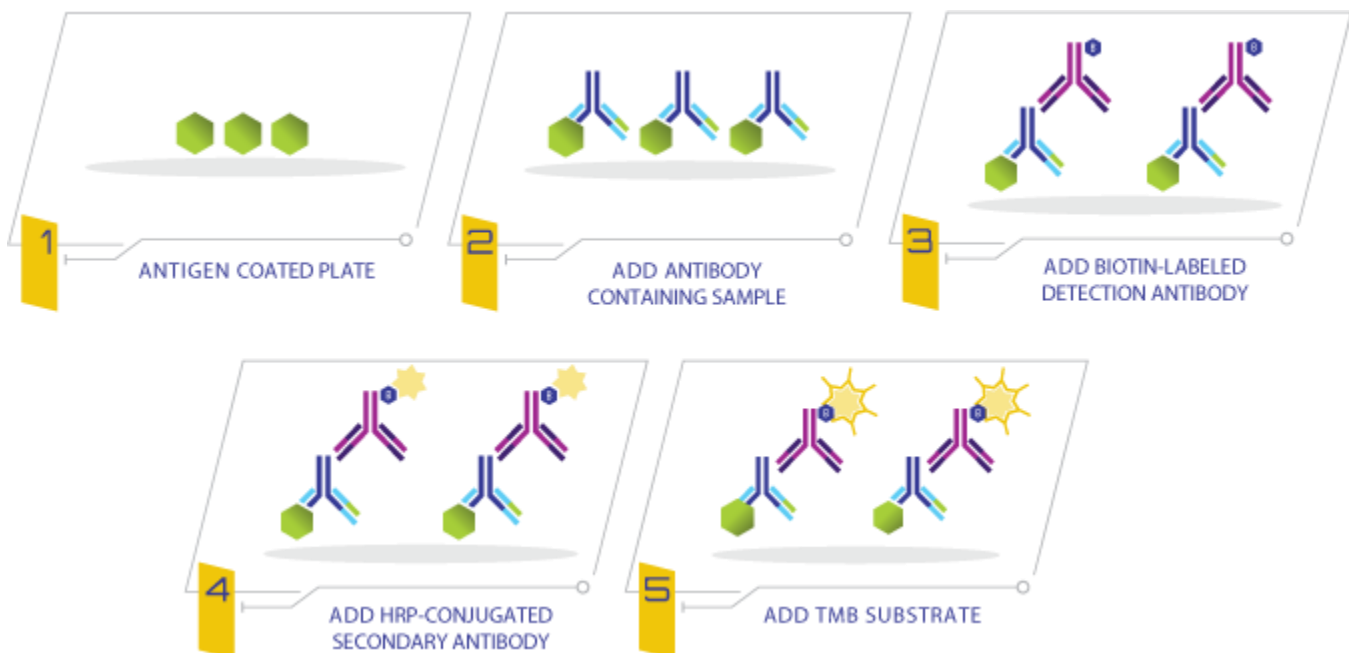 1
ANTIGEN COATED PLATE
2
ADD ANTIBODY
CONTAINING SAMPLE
B
B
3
ADD BIOTIN-LABELED
DETECTION ANTIBODY
B
B
4
ADD HRP-CONJUGATED
SECONDARY ANTIBODY
B
B
5
ADD TMB SUBSTRATE